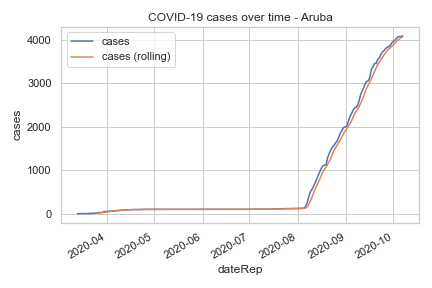 COVID-19 cases over time - Aruba
cases
cases (rolling)
cases
4000
3000
2000
1000
0
2020-04
2020-05
2020-06
2020-07
2020-08
2020-09
2020-10
dateRep